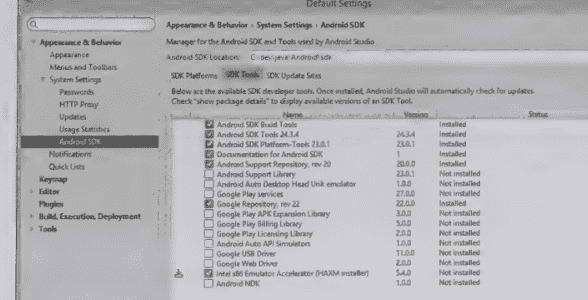 Default Settings
Appearance & Behavior › System Settings › Android SDK
Manager for the Android SDK and Tools used by Android Studio
Android SDK Location:
SDK Platforms SDK Tools SDK Update Sites
Below are the available SDK developer tools. Once installed, Android Studio will automatically check for updates.
Check "show package details" to display available versions of an SDK Tool.
Name Version Status
Android SDK Build Tools Installed
Android SDK Tools 24.3.4 24.3.4 Installed
Android SDK Platform-Tools 23.0.1 23.0.1 Installed
Documentation for Android SDK 1 Installed
Android Support Repository, rev 20 20.0.0 Installed
Android Support Library 23.0.1 Not installed
Android Auto Desktop Head Unit emulator 1.0.0 Not installed
Google Play services 27.0.0 Not installed
Google Repository, rev 22 22.0.0 Installed
Google Play APK Expansion Library 3.0.0 Not installed
Google Play Billing Library 5.0.0 Not installed
Google Play Licensing Library 2.0.0 Not installed
Android Auto API Simulators 1.0.0 Not installed
Google USB Driver 11.0.0 Not installed
Google Web Driver 2.0.0 Not installed
Intel x86 Emulator Accelerator (HAXM installer) 5.4.0 Not installed
Android NDK 1.0.0 Not installed
Appearance & Behavior
Appearance
Menus and Toolbars
System Settings
Passwords
HTTP Proxy
Updates
Usage Statistics
Android SDK
Notifications
Quick Lists
Keymap
Editor
Plugins
Build, Execution, Deployment
Tools